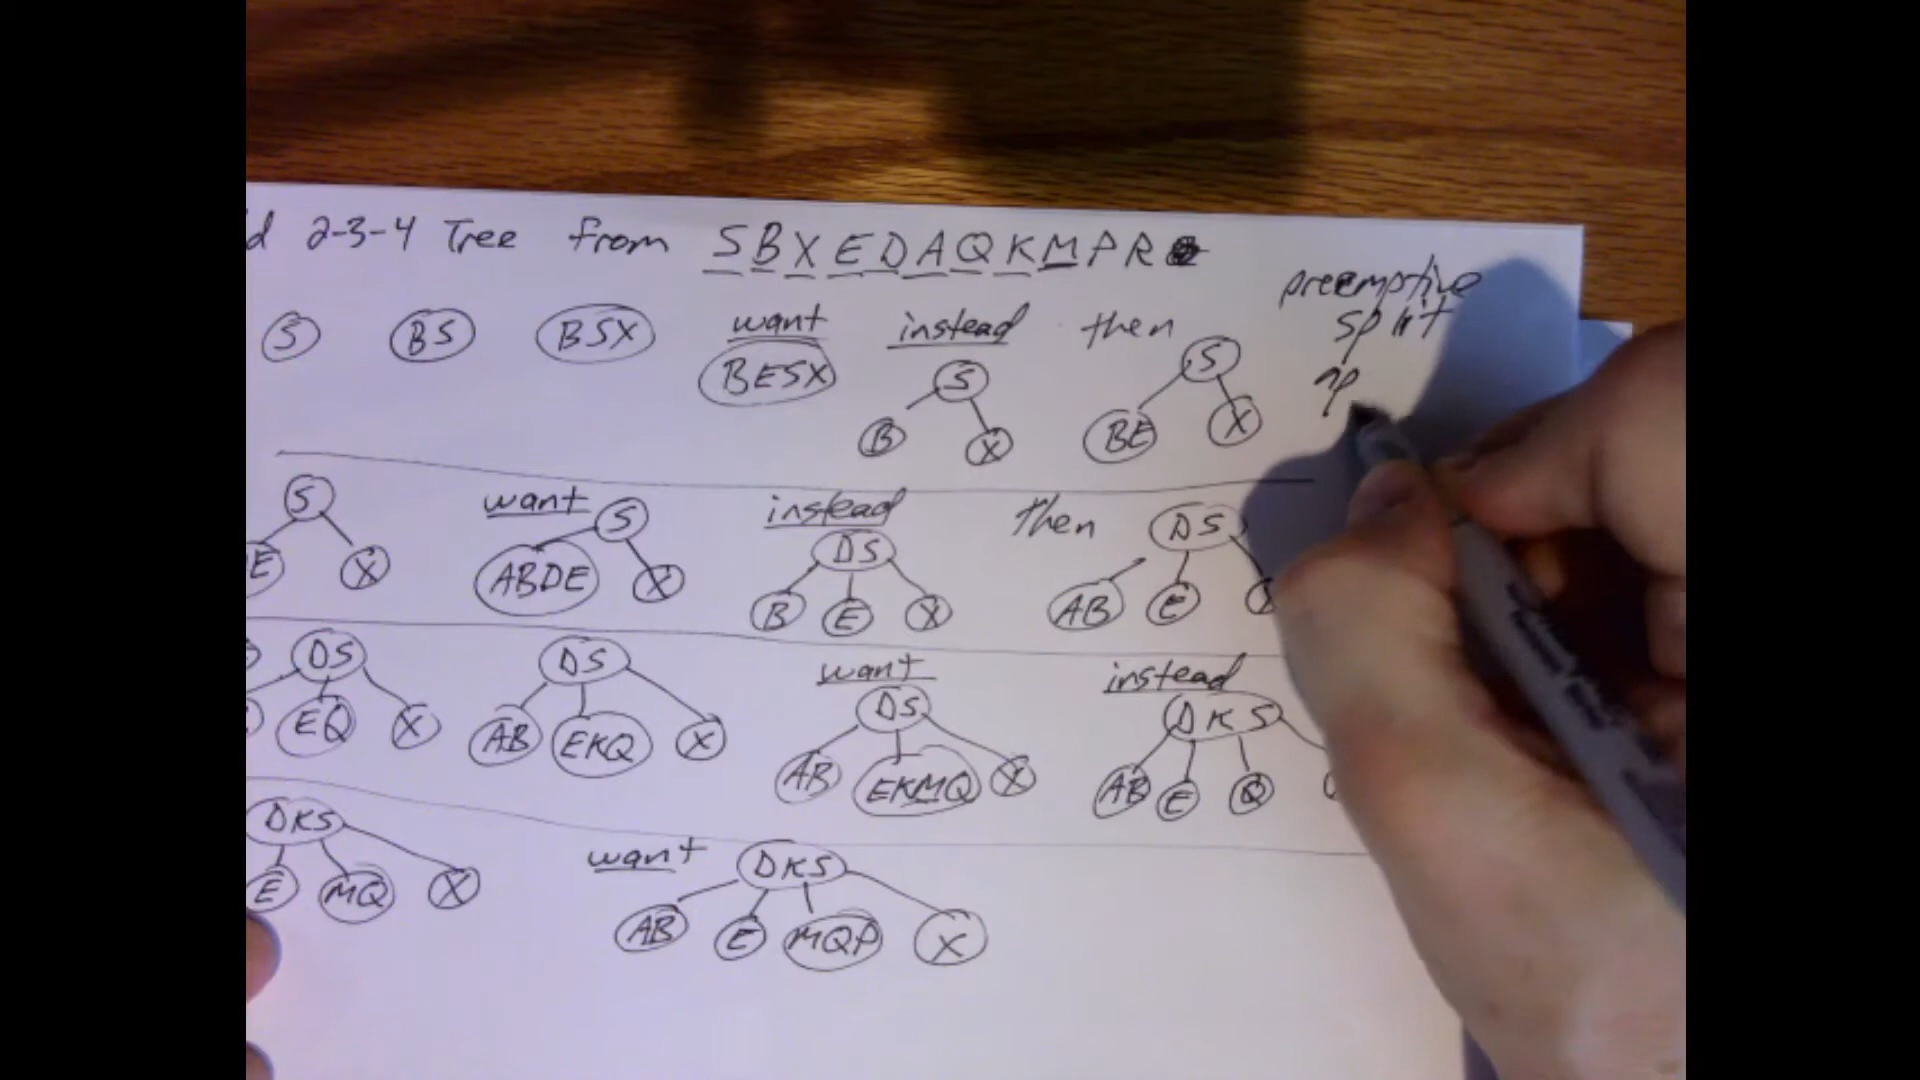 d 2-3-4 Tree from SBXEDAQKMPR
preemptive
split
S BS BSX want instead then
BESX S S
B X BE X
S want S instead then DS
E X ABDE X DS AB E
B E X
DS DS want instead
EQ X AB EKQ X DS DKS
AB EKMQ X AB E Q
DKS want DKS
E MQ X AB E MQP X